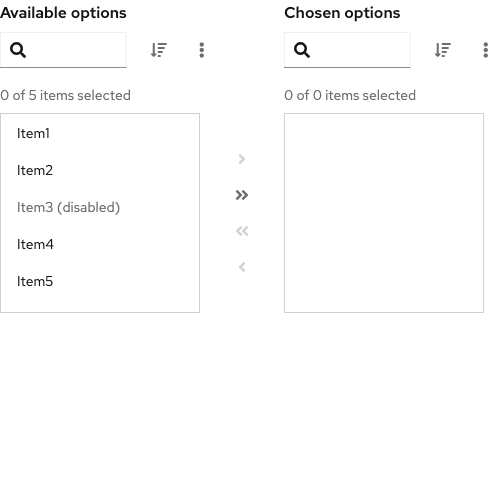 Available options
Chosen options
0 of 5 items selected
0 of 0 items selected
Item1
Item2
Item3 (disabled)
Item4
Item5